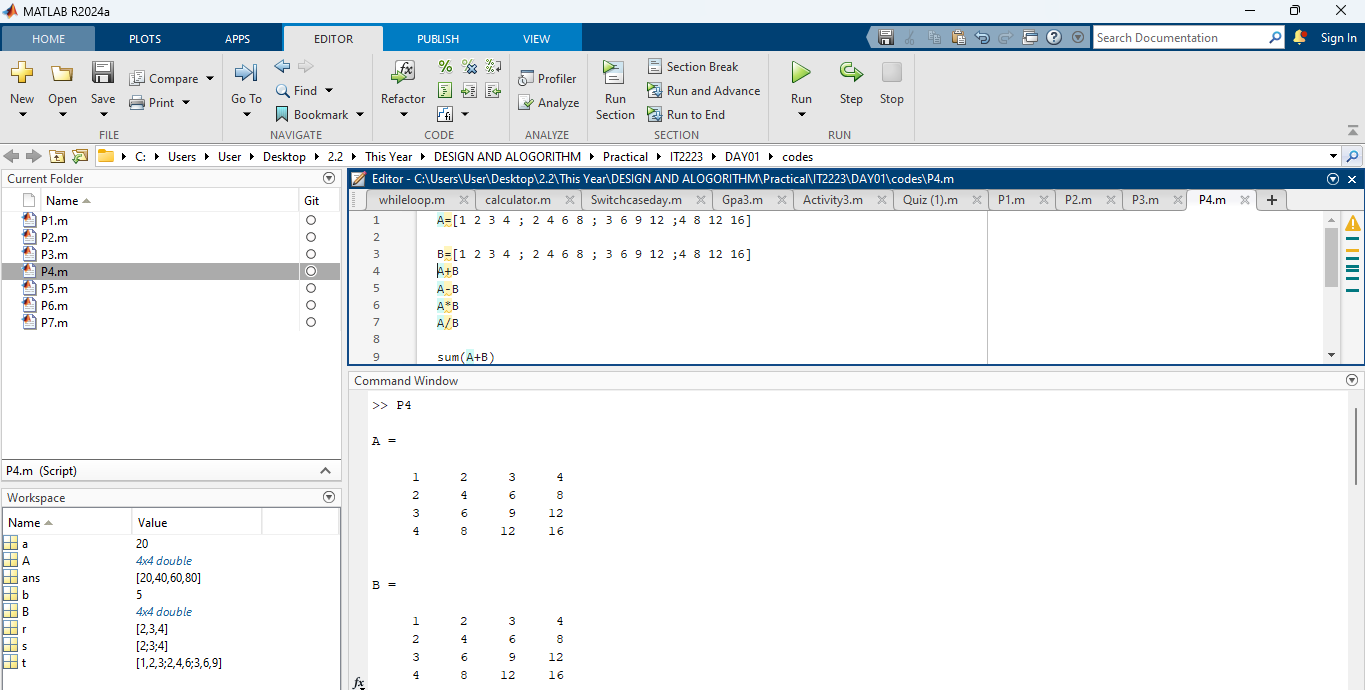 MATLAB R2024a
HOME PLOTS APPS EDITOR PUBLISH VIEW Search Documentation Sign In
New Open Save Compare Print
FILE
Go To Find Bookmark
NAVIGATE
Refactor
CODE
Profiler Analyze
ANALYZE
Run Section Section Break Run and Advance Run to End
SECTION
Run Step Stop
RUN
C: Users User Desktop 2.2 This Year DESIGN AND ALOGORITHM Practical IT2223 DAY01 codes
Current Folder
Name Git
P1.m
P2.m
P3.m
P4.m
P5.m
P6.m
P7.m
P4.m (Script)
Workspace
Name Value
a 20
A 4x4 double
ans [20,40,60,80]
b 5
B 4x4 double
r [2,3,4]
s [2;3;4]
t [1,2,3;2,4,6;3,6,9]
Editor - C:\Users\User\Desktop\2.2\This Year\DESIGN AND ALOGORITHM\Practical\IT2223\DAY01\codes\P4.m
whileloop.m calculator.m Switchcaseday.m Gpa3.m Activity3.m Quiz (1).m P1.m P2.m P3.m P4.m
1 A=[1 2 3 4 ; 2 4 6 8 ; 3 6 9 12 ;4 8 12 16]
2
3 B=[1 2 3 4 ; 2 4 6 8 ; 3 6 9 12 ;4 8 12 16]
4 A+B
5 A-B
6 A*B
7 A/B
8
9 sum(A+B)
Command Window
>> P4
A =
1 2 3 4
2 4 6 8
3 6 9 12
4 8 12 16
B =
1 2 3 4
2 4 6 8
3 6 9 12
4 8 12 16
fx